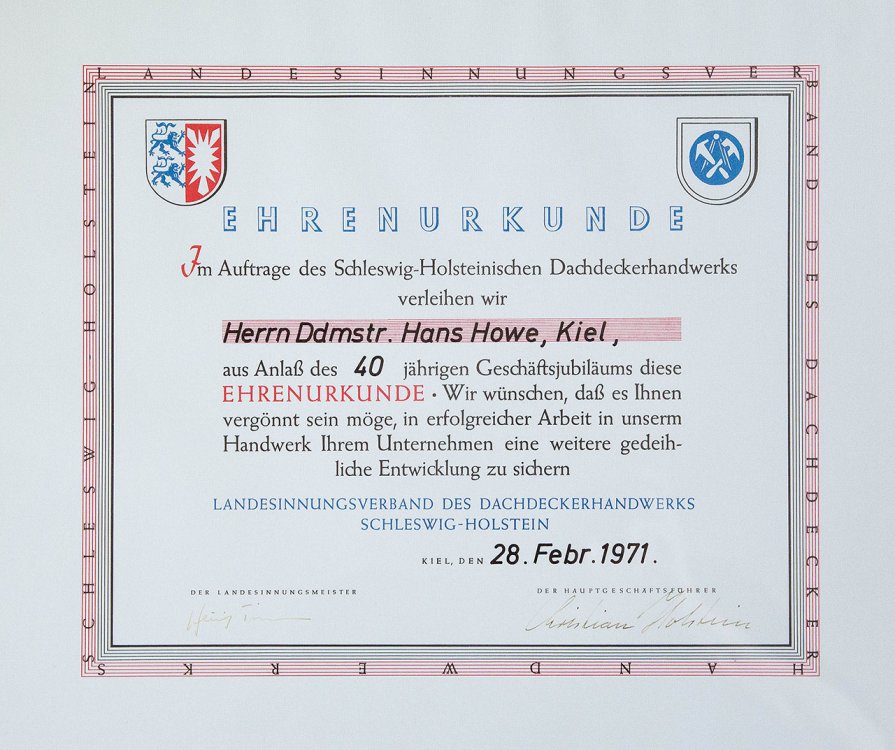 LANDESINNUNGSVERBAND DES DACHDECKERHANDWERKS SCHLESWIG-HOLSTEIN
EHRENURKUNDE
Im Auftrage des Schleswig-Holsteinischen Dachdeckerhandwerks
verleihen wir
Herrn Ddmstr. Hans Howe, Kiel,
aus Anlaß des 40 jährigen Geschäftsjubiläums diese
EHRENURKUNDE · Wir wünschen, daß es Ihnen
vergönnt sein möge, in erfolgreicher Arbeit in unserm
Handwerk Ihrem Unternehmen eine weitere gedeih-
liche Entwicklung zu sichern
LANDESINNUNGSVERBAND DES DACHDECKERHANDWERKS
SCHLESWIG-HOLSTEIN
KIEL, DEN 28. Febr. 1971.
DER LANDESINNUNGSMEISTER DER HAUPTGESCHÄFTSFÜHRER
Christian Holstein